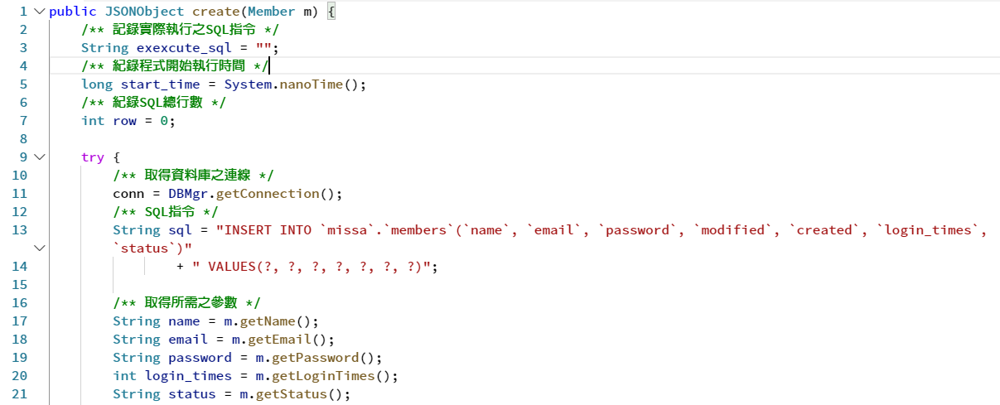 1 public JSONObject create(Member m) {
2 /** 記錄實際執行之SQL指令 */
3 String exexcute_sql = "";
4 /** 紀錄程式開始執行時間 */
5 long start_time = System.nanoTime();
6 /** 紀錄SQL總行數 */
7 int row = 0;
8
9 try {
10 /** 取得資料庫之連線 */
11 conn = DBMgr.getConnection();
12 /** SQL指令 */
13 String sql = "INSERT INTO `missa`.`members`(`name`, `email`, `password`, `modified`, `created`, `login_times`,
`status`)"
14 + " VALUES(?, ?, ?, ?, ?, ?, ?)";
15
16 /** 取得所需之參數 */
17 String name = m.getName();
18 String email = m.getEmail();
19 String password = m.getPassword();
20 int login_times = m.getLoginTimes();
21 String status = m.getStatus();